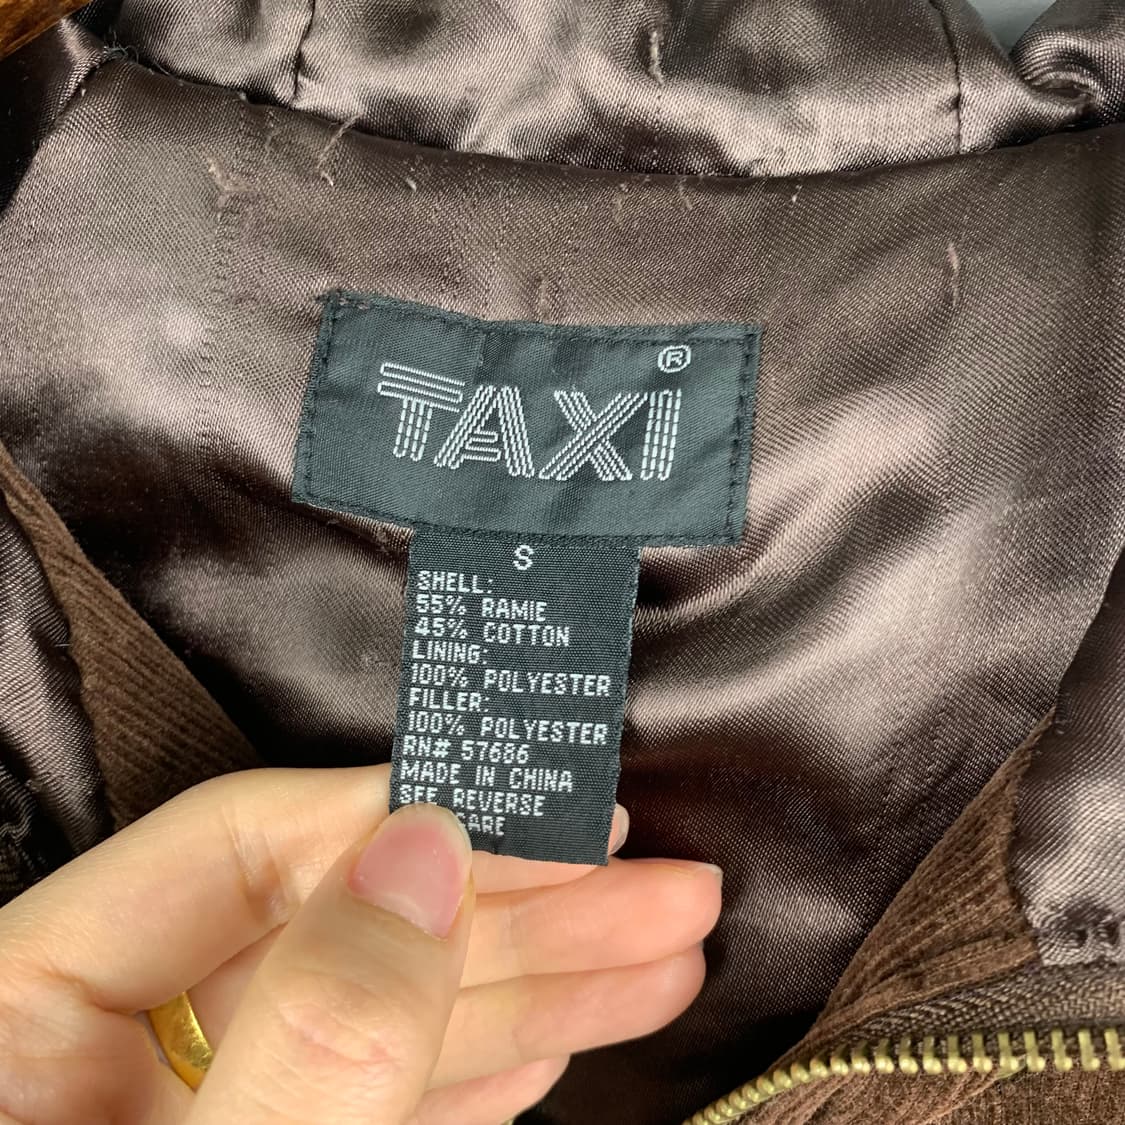 TAXI®
S
SHELL:
55% RAMIE
45% COTTON
LINING:
100% POLYESTER
FILLER:
100% POLYESTER
RN# 57686
MADE IN CHINA
SEE REVERSE
CARE